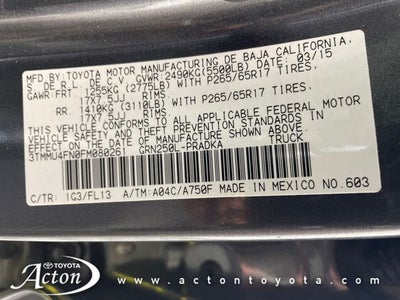 MFD.BY:TOYOTA MOTOR MANUFACTURING DE BAJA CALIFORNIA,
S. DE R.L. DE C.V. GVWR: 2490KG(5500LB) 03/15
GAWR:FRT. 1255KG (2775LB) WITH P265/65R17 TIRES,
17X7.5JJ RIMS
RR. 1410KG (3110LB) WITH P265/65R17 TIRES,
17X7.5JJ RIMS
THIS VEHICLE CONFORMS TO ALL APPLICABLE FEDERAL MOTOR
VEHICLE SAFETY STANDARDS IN EFFECT ON THE DATE OF
MANUFACTURE SHOWN ABOVE.
3TMMU4FN0FM080261 TRUCK
GRN250L-PRADKA
C/TR: 1G3/FL13 A/TM: A04C/A750F MADE IN MEXICO NO.603
TOYOTA
Acton
www.actontoyota.com